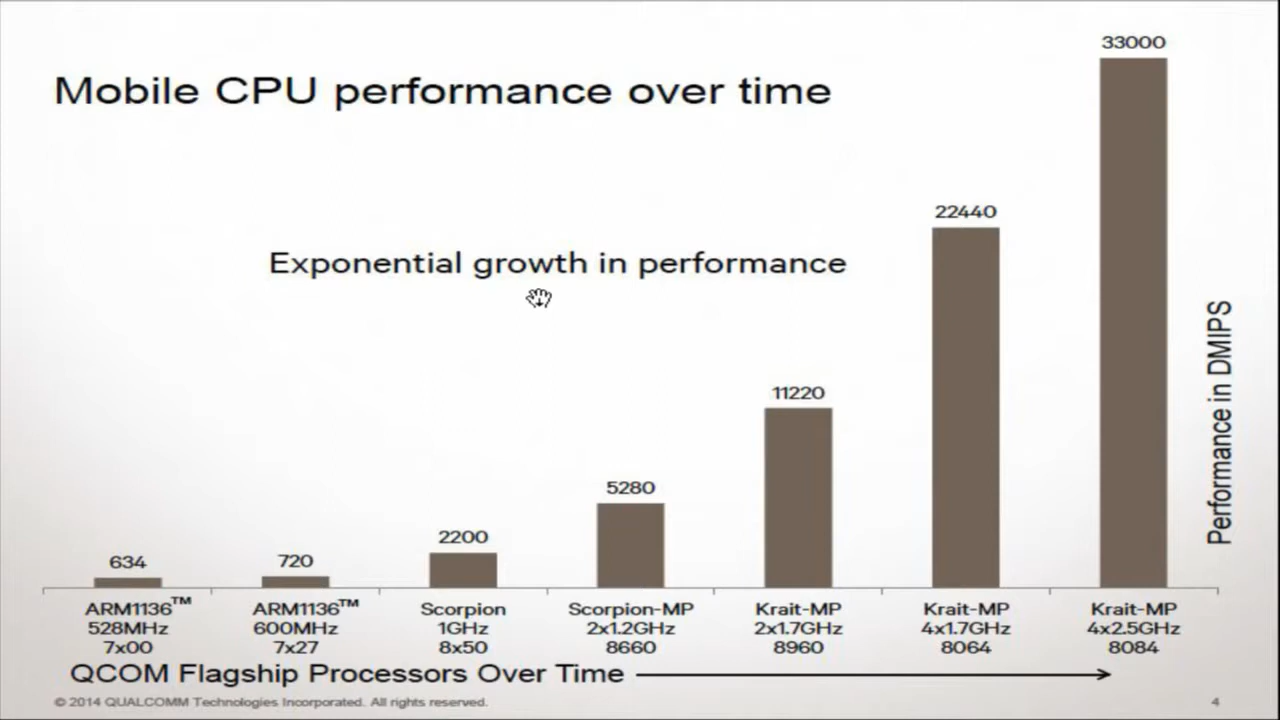 Mobile CPU performance over time
Exponential growth in performance
33000
22440
11220
5280
2200
720
634
Performance in DMIPS
ARM1136™
528MHz
7x00
ARM1136™
600MHz
7x27
Scorpion
1GHz
8x50
Scorpion-MP
2x1.2GHz
8660
Krait-MP
2x1.7GHz
8960
Krait-MP
4x1.7GHz
8064
Krait-MP
4x2.5GHz
8084
QCOM Flagship Processors Over Time
© 2014 QUALCOMM Technologies Incorporated. All rights reserved.
4